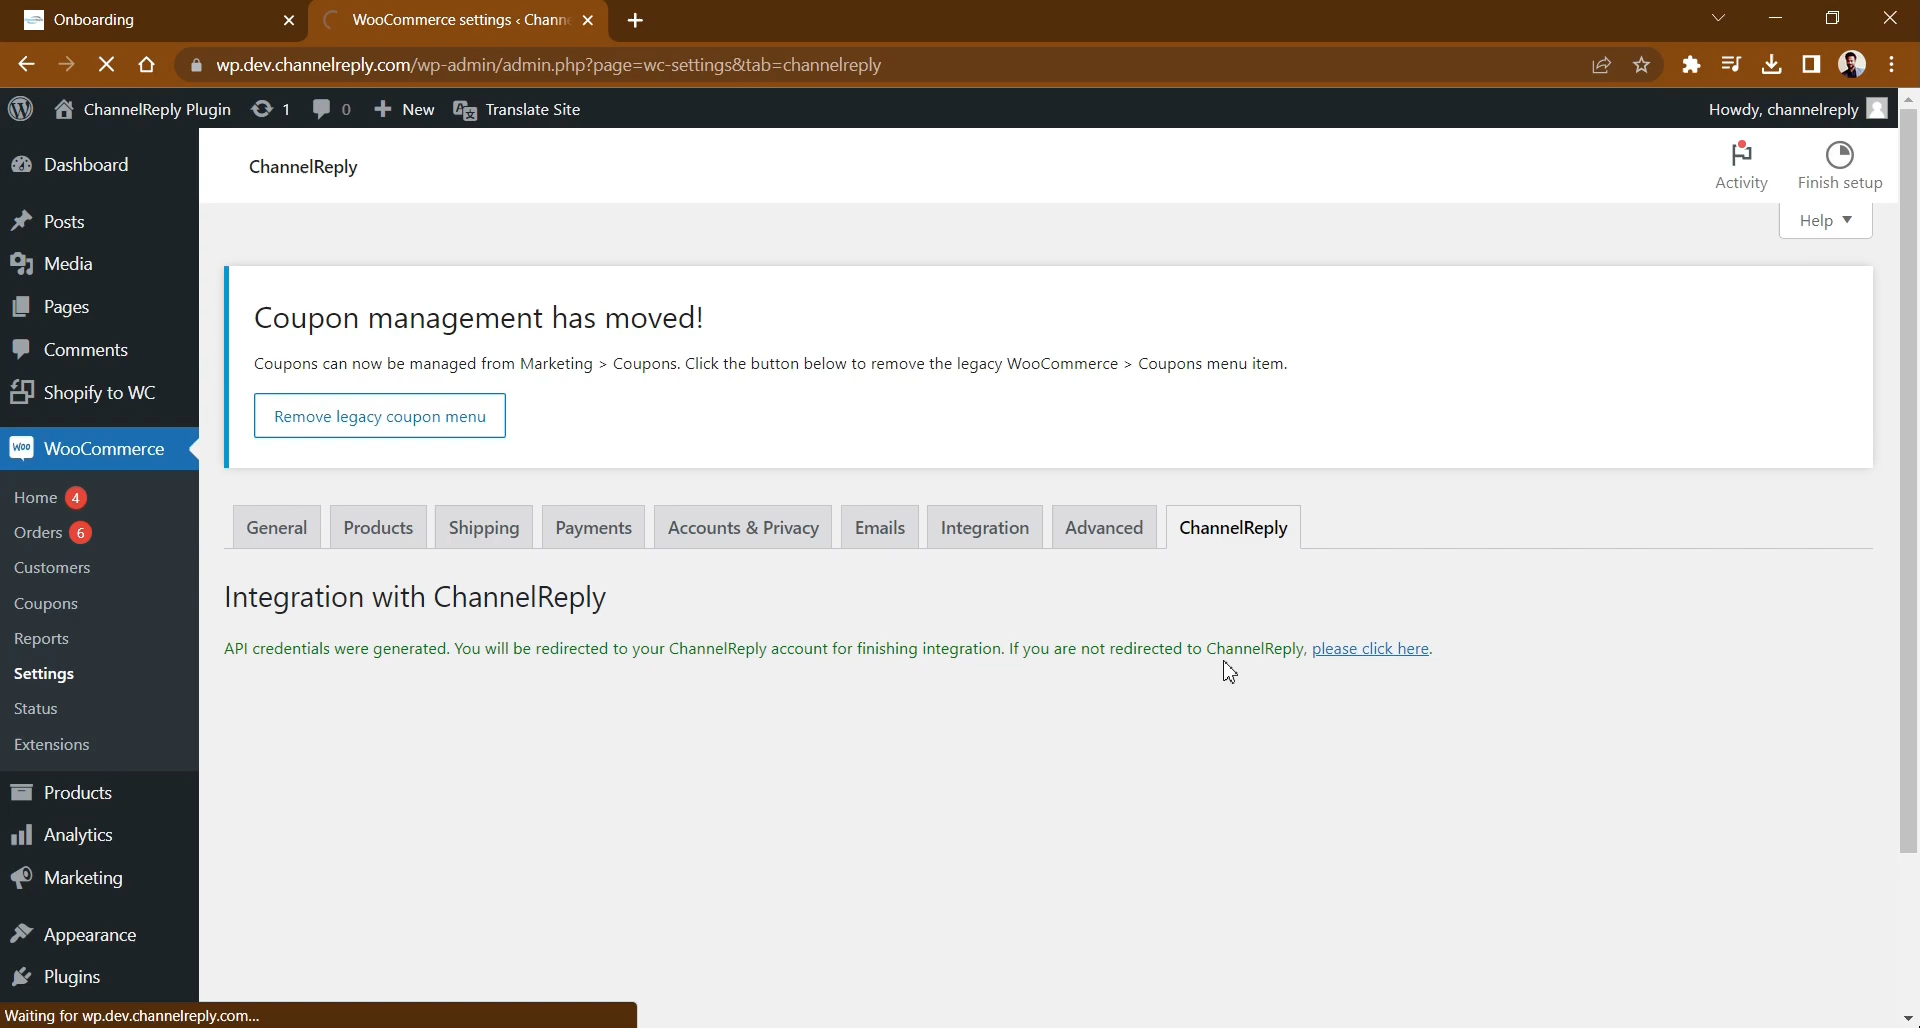 Onboarding
WooCommerce settings ‹ Chann
wp.dev.channelreply.com/wp-admin/admin.php?page=wc-settings&tab=channelreply
ChannelReply Plugin 1 0 New Translate Site
Howdy, channelreply
Dashboard
Posts
Media
Pages
Comments
Shopify to WC
Woo WooCommerce
Home 4
Orders 6
Customers
Coupons
Reports
Settings
Status
Extensions
Products
Analytics
Marketing
Appearance
Plugins
ChannelReply
Activity
Finish setup
Help
Coupon management has moved!
Coupons can now be managed from Marketing > Coupons. Click the button below to remove the legacy WooCommerce > Coupons menu item.
Remove legacy coupon menu
General Products Shipping Payments Accounts & Privacy Emails Integration Advanced ChannelReply
Integration with ChannelReply
API credentials were generated. You will be redirected to your ChannelReply account for finishing integration. If you are not redirected to ChannelReply, please click here.
Waiting for wp.dev.channelreply.com...